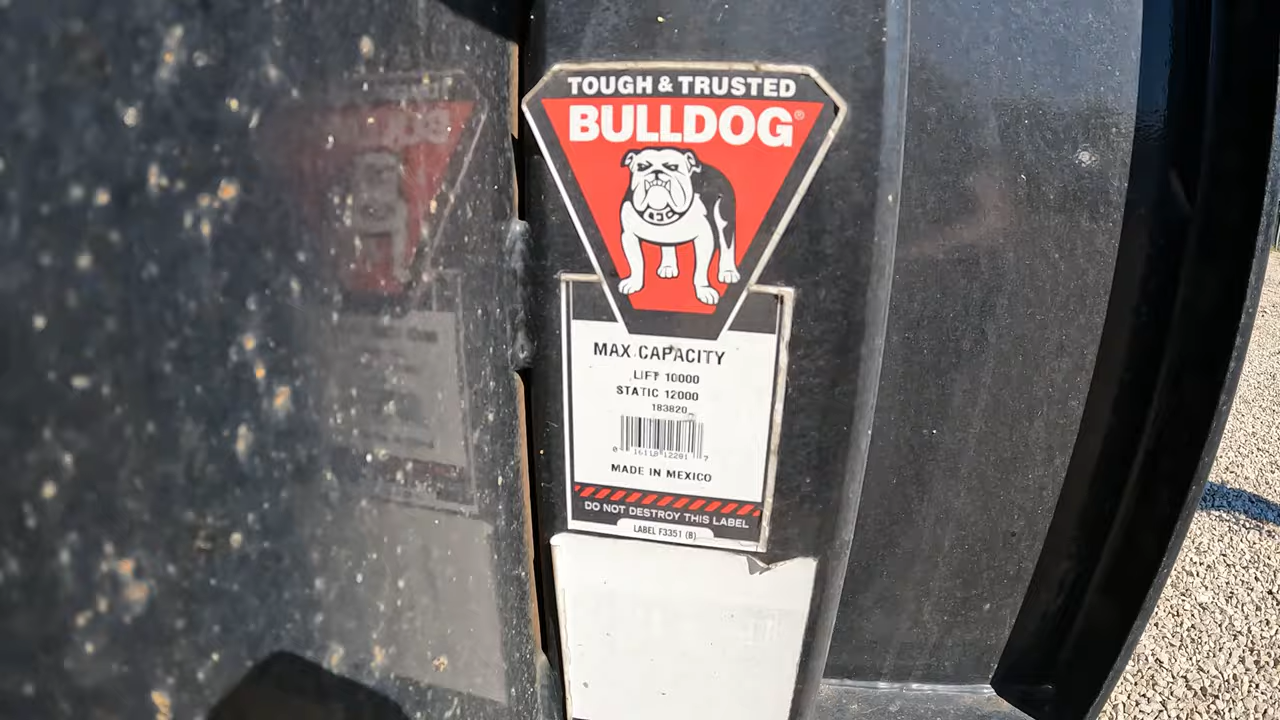 TOUGH & TRUSTED
BULLDOG®
MAX CAPACITY
LIFT 10000
STATIC 12000
183820
MADE IN MEXICO
DO NOT DESTROY THIS LABEL
LABEL F3351 (B)